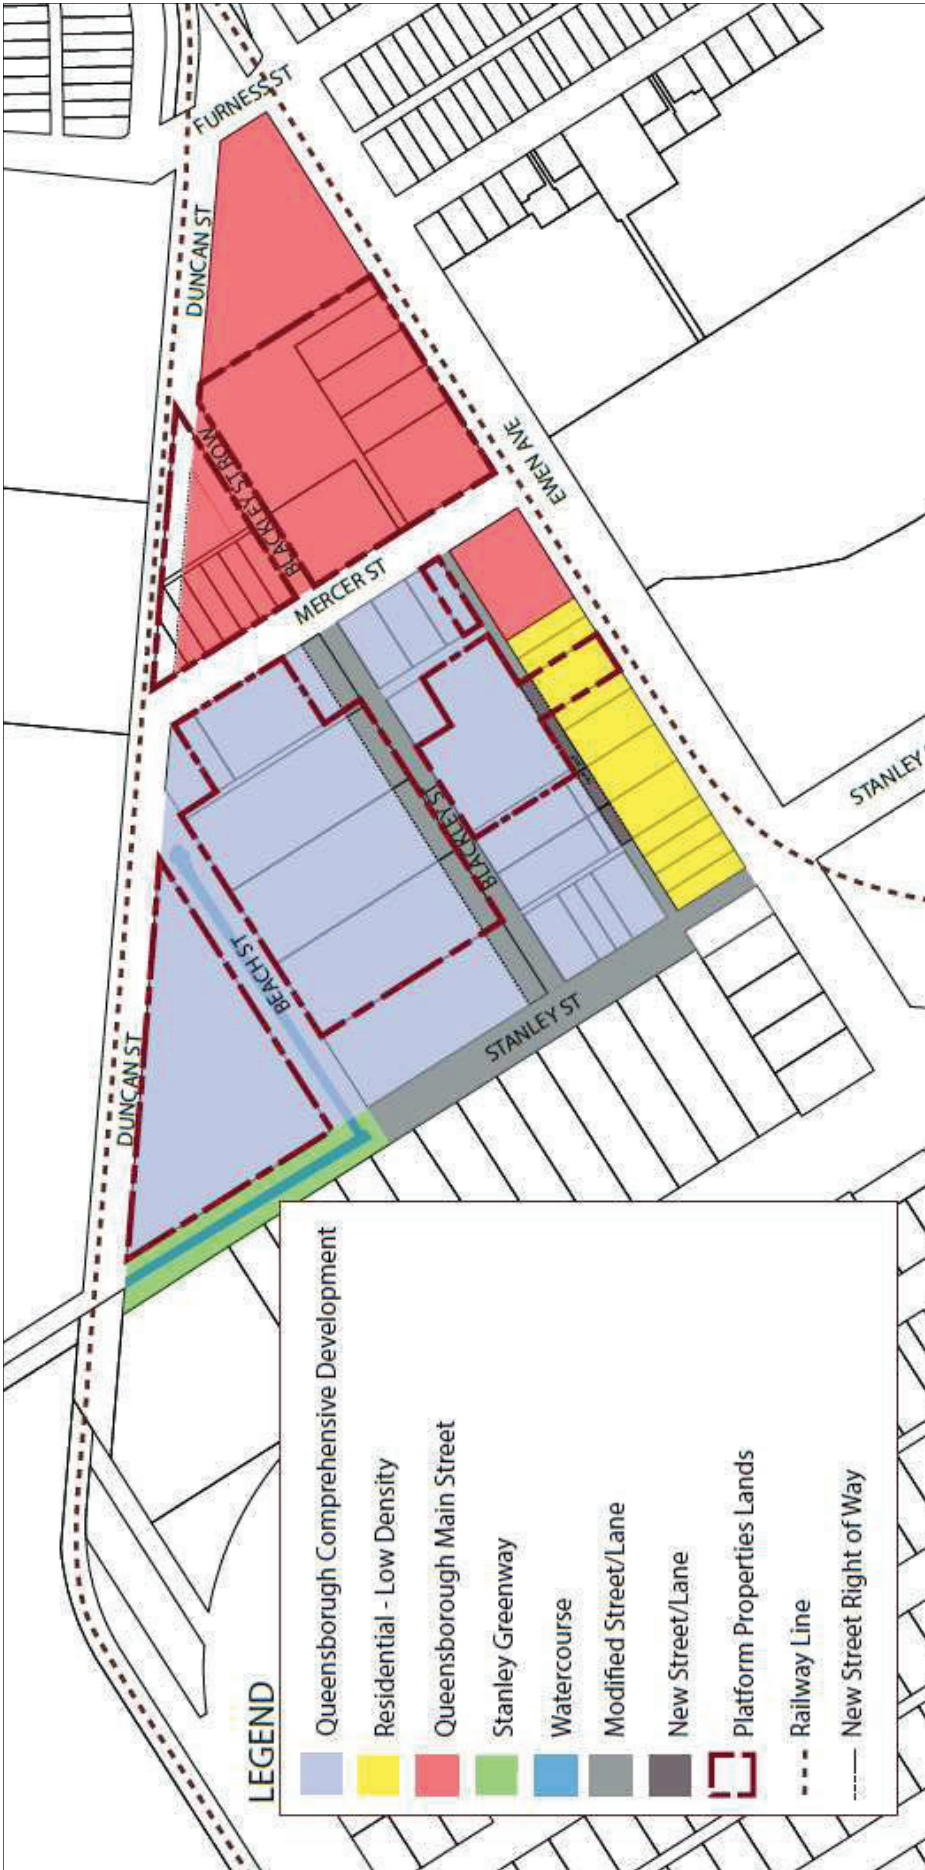 FURNESS ST
DUNCAN ST
BLACKLEY ST ROW
MERCER ST
EWEN AVE
STANLEY
BLACKLEY ST
BEACH ST
STANLEY ST
DUNCAN ST
LEGEND
Queensborugh Comprehensive Development
Residential - Low Density
Queensborough Main Street
Stanley Greenway
Watercourse
Modified Street/Lane
New Street/Lane
Platform Properties Lands
Railway Line
New Street Right of Way